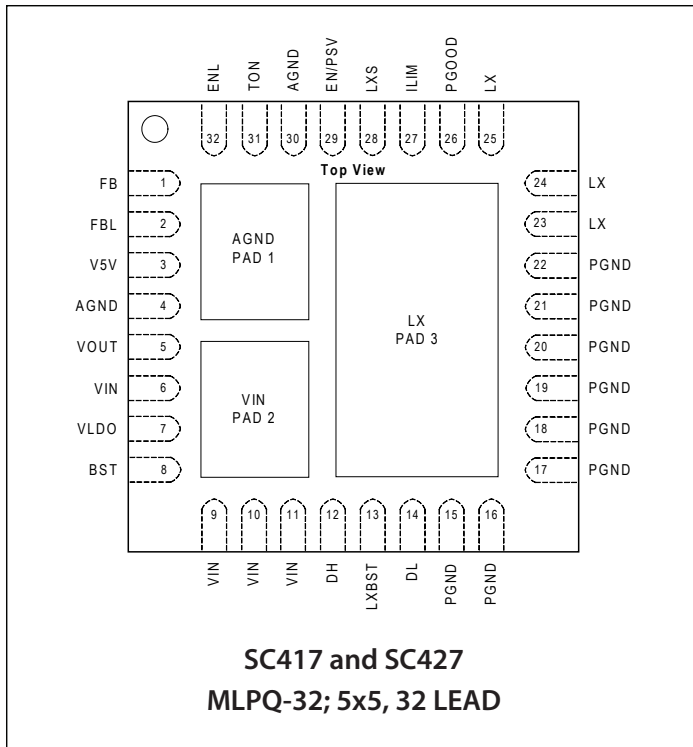 ENL TON AGND EN/PSV LXS ILIM PGOOD LX
32 31 30 29 28 27 26 25
Top View
FB 1
FBL 2
V5V 3
AGND 4
VOUT 5
VIN 6
VLDO 7
BST 8
AGND
PAD 1
VIN
PAD 2
LX
PAD 3
24 LX
23 LX
22 PGND
21 PGND
20 PGND
19 PGND
18 PGND
17 PGND
9 10 11 12 13 14 15 16
VIN VIN VIN DH LXBST DL PGND PGND
SC417 and SC427
MLPQ-32; 5x5, 32 LEAD